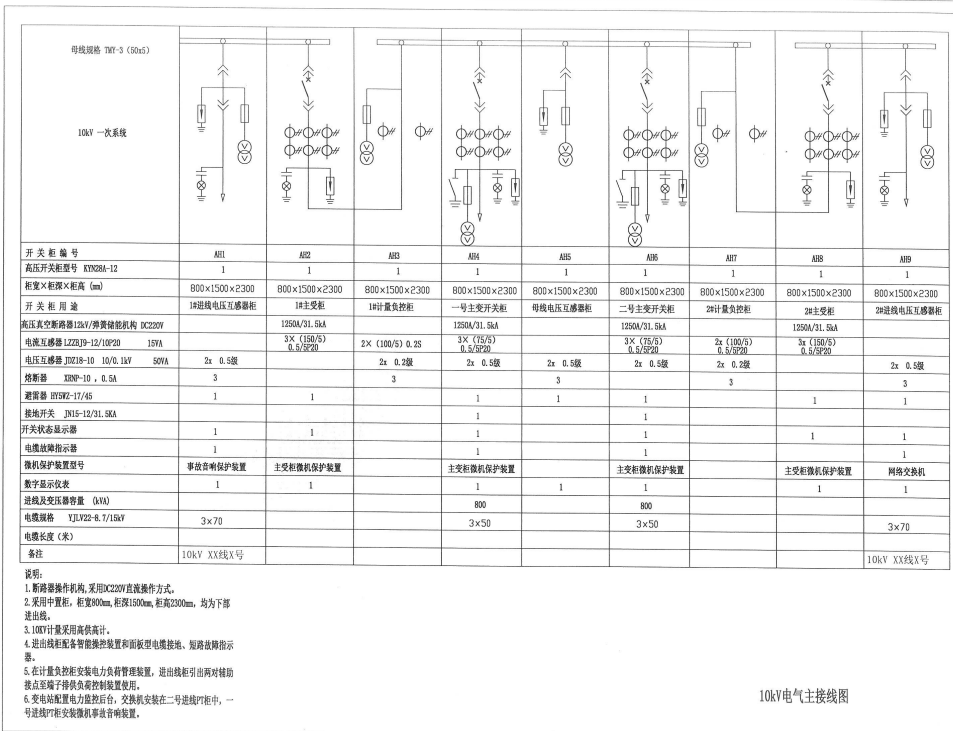 母线规格 TMY-3（50x5）
10kV 一次系统
开 关 柜 编 号 AH1 AH2 AH3 AH4 AH5 AH6 AH7 AH8 AH9
高压开关柜型号 KYN28A-12 1 1 1 1 1 1 1 1 1
柜宽×柜深×柜高 (mm) 800×1500×2300 800×1500×2300 800×1500×2300 800×1500×2300 800×1500×2300 800×1500×2300 800×1500×2300 800×1500×2300 800×1500×2300
开 关 柜 用 途 1#进线电压互感器柜 1#主受柜 1#计量负控柜 一号主变开关柜 母线电压互感器柜 二号主变开关柜 2#计量负控柜 2#主受柜 2#进线电压互感器柜
高压真空断路器12kV/弹簧储能机构 DC220V 1250A/31.5kA 1250A/31.5kA 1250A/31.5kA 1250A/31.5kA
电流互感器LZZBJ9-12/10P20 15VA 3×（150/5） 0.5/5P20 2×（100/5）0.2S 3×（75/5） 0.5/5P20 3×（75/5） 0.5/5P20 2x（100/5） 0.5/5P20 3x（150/5） 0.5/5P20
电压互感器JDZ18-10 10/0.1kV 50VA 2x 0.5级 2x 0.2级 2x 0.5级 2x 0.5级 2x 0.5级 2x 0.2级 2x 0.5级
熔断器 XRNP-10 , 0.5A 3 3 3 3 3
避雷器 HY5WZ-17/45 1 1 1 1 1 1 1
接地开关 JN15-12/31.5KA 1 1
开关状态显示器 1 1 1 1 1 1
电缆故障指示器 1 1 1 1
微机保护装置型号 事故音响保护装置 主受柜微机保护装置 主变柜微机保护装置 主变柜微机保护装置 主受柜微机保护装置 网络交换机
数字显示仪表 1 1 1 1 1 1 1
进线及变压器容量 (kVA) 800 800
电缆规格 YJLV22-8.7/15kV 3×70 3×50 3×50 3×70
电缆长度（米）
备注 10kV XX线X号 10kV XX线X号
说明:
1.断路器操作机构,采用DC220V直流操作方式。
2.采用中置柜，柜宽800mm,柜深1500mm,柜高2300mm，均为下部
进出线。
3.10KV计量采用高供高计。
4.进出线柜配备智能操控装置和面板型电缆接地、短路故障指示
器。
5.在计量负控柜安装电力负荷管理装置，进出线柜引出两对辅助
接点至端子排供负荷控制装置使用。
6.变电站配置电力监控后台，交换机安装在二号进线PT柜中，一
号进线PT柜安装微机事故音响装置。
10kV电气主接线图